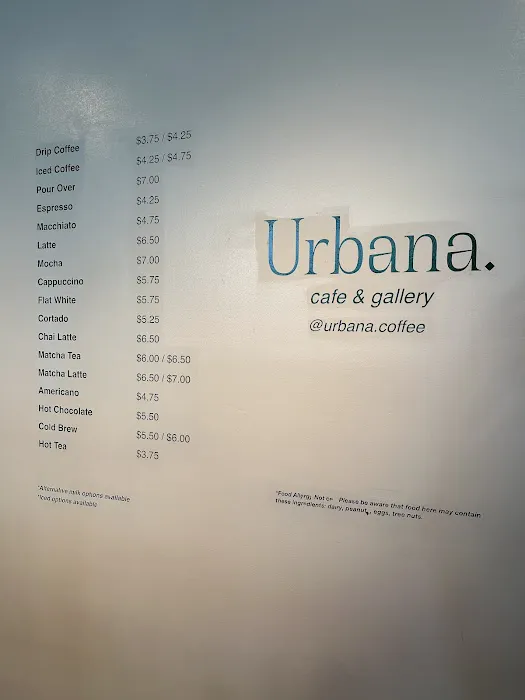 Drip Coffee $3.75 / $4.25
Iced Coffee $4.25 / $4.75
Pour Over $7.00
Espresso $4.25
Macchiato $4.75
Latte $6.50
Mocha $7.00
Cappuccino $5.75
Flat White $5.75
Cortado $5.25
Chai Latte $6.50
Matcha Tea $6.00 / $6.50
Matcha Latte $6.50 / $7.00
Americano $4.75
Hot Chocolate $5.50
Cold Brew $5.50 / $6.00
Hot Tea $3.75
*Alternative milk options available
*Iced options available
Urbana.
cafe & gallery
@urbana.coffee
*Food Allergy Not ce Please be aware that food here may contain
these ingredients: dairy, peanut, eggs, tree nuts.